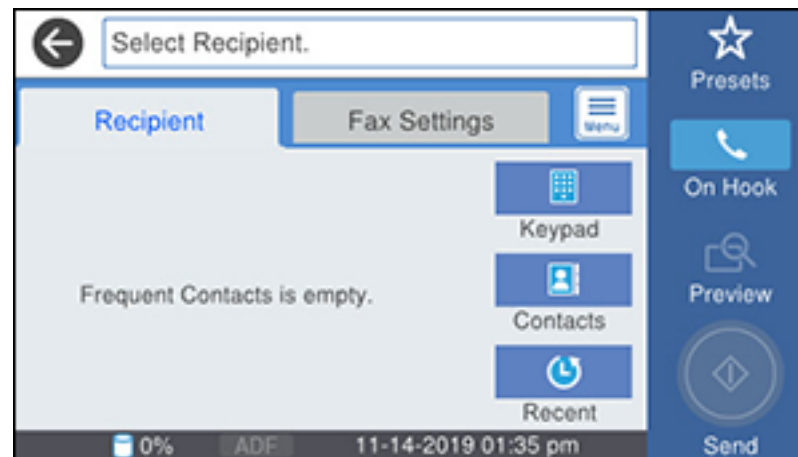 Select Recipient.
Presets
Recipient
Fax Settings
Menu
On Hook
Keypad
Frequent Contacts is empty.
Preview
Contacts
Recent
0%
ADF
11-14-2019 01:35 pm
Send